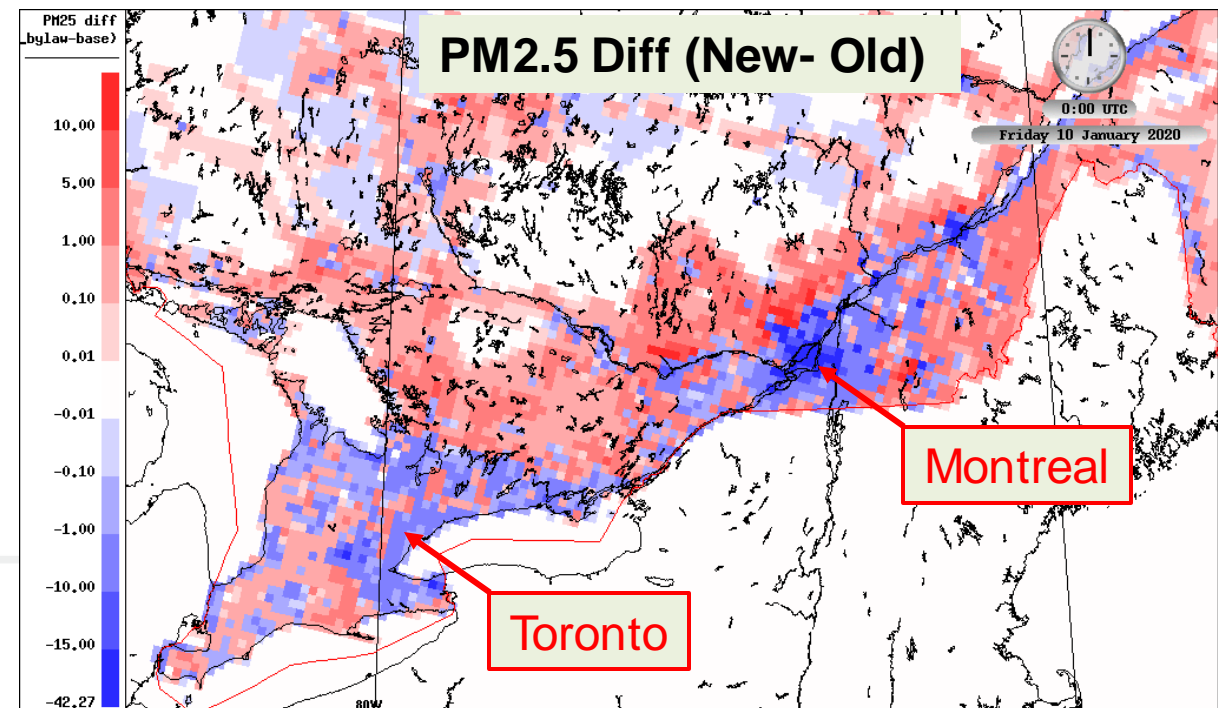 PM25 diff
_bylaw-base)
PM2.5 Diff (New- Old)
0:00 UTC
Friday 10 January 2020
10.00
5.00
1.00
0.10
0.01
-0.01
-0.10
-1.00
-10.00
-15.00
-42.27
Montreal
Toronto
80W